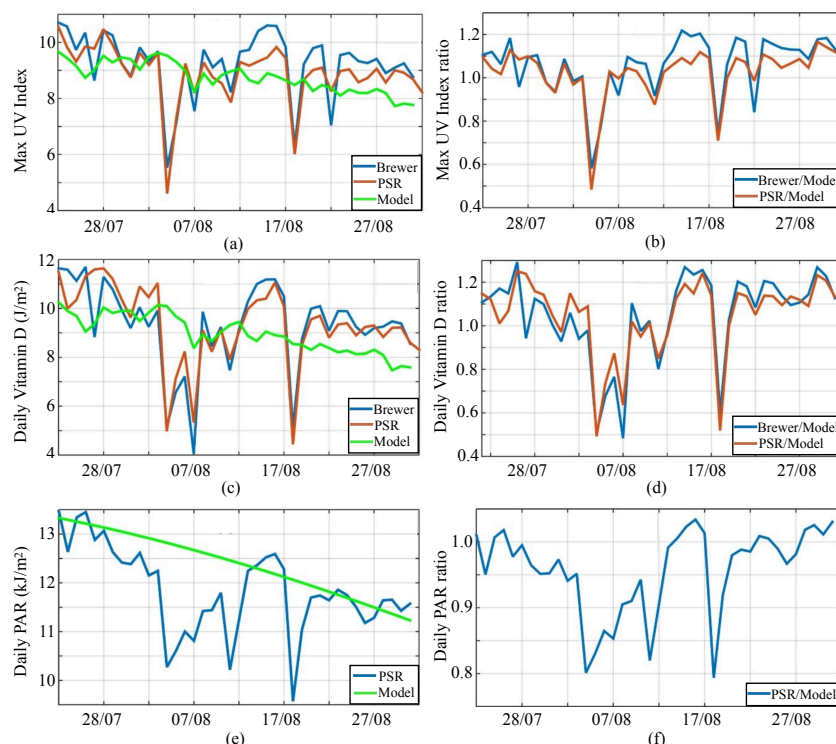 Max UV Index
10
8
6
4
28/07
07/08
17/08
27/08
Brewer
PSR
Model
(a)
Max UV Index ratio
1.2
1.0
0.8
0.6
0.4
28/07
07/08
17/08
27/08
Brewer/Model
PSR/Model
(b)
Daily Vitamin D (J/m²)
12
10
8
6
4
28/07
07/08
17/08
27/08
Brewer
PSR
Model
(c)
Daily Vitamin D ratio
1.2
1.0
0.8
0.6
0.4
28/07
07/08
17/08
27/08
Brewer/Model
PSR/Model
(d)
Daily PAR (kJ/m²)
13
12
11
10
28/07
07/08
17/08
27/08
PSR
Model
(e)
Daily PAR ratio
1.0
0.9
0.8
28/07
07/08
17/08
27/08
PSR/Model
(f)